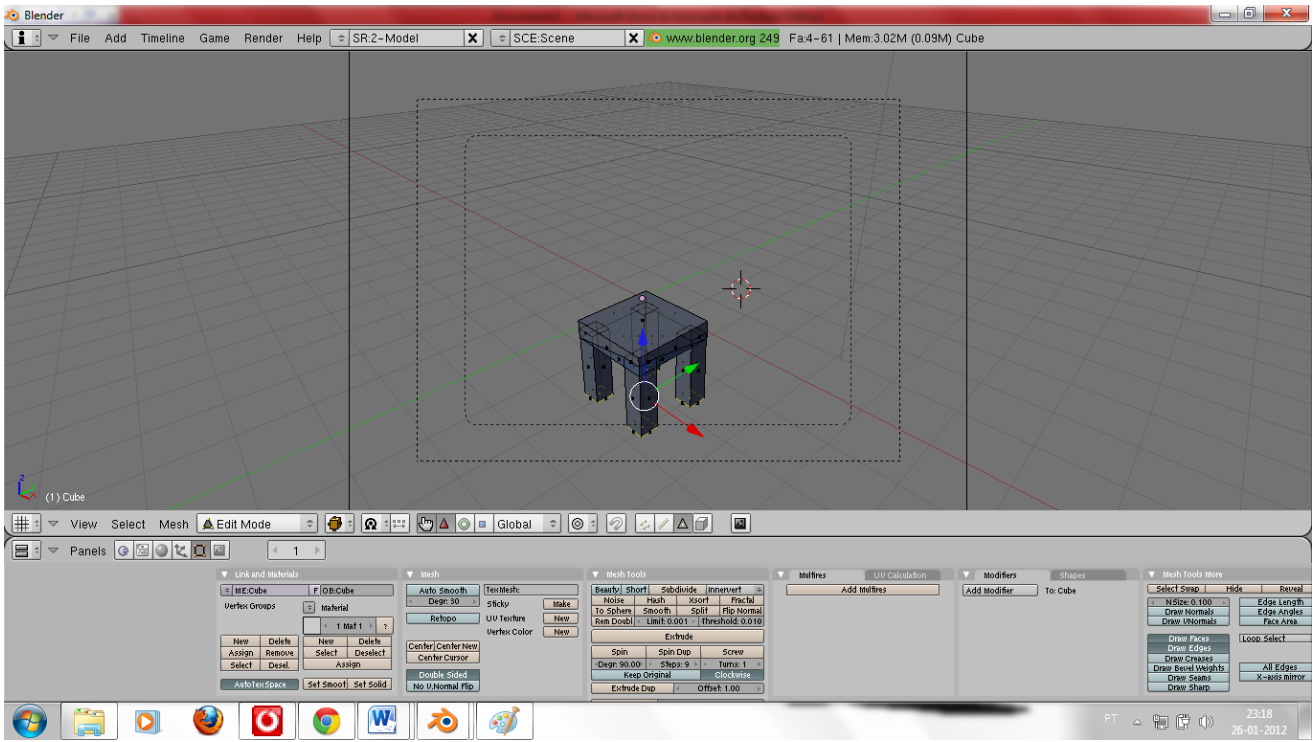 Blender
File Add Timeline Game Render Help SR:2-Model SCE:Scene www.blender.org 249 Fa:4-61 | Mem:3.02M (0.09M) Cube
z
x
(1) Cube
View Select Mesh Edit Mode Global
Panels 1
Link and Materials
ME:Cube F OB:Cube
Vertex Groups
Material
1 Mat 1 ?
New Delete New Delete
Assign Remove Select Deselect
Select Desel. Assign
AutoTexSpace Set Smoot Set Solid
Mesh
Auto Smooth TexMesh:
Degr: 30 Sticky Make
Retopo UV Texture New
Vertex Color New
Center Center New
Center Cursor
Double Sided
No V.Normal Flip
Mesh Tools
Beauty Short Subdivide Innervert
Noise Hash Xsort Fractal
To Sphere Smooth Split Flip Normal
Rem Doubl Limit: 0.001 Threshold: 0.010
Extrude
Spin Spin Dup Screw
Degr: 90.00 Steps: 9 Turns: 1
Keep Original Clockwise
Extrude Dup Offset: 1.00
Multires UV Calculation
Add Multires
Modifiers Shapes
Add Modifier To: Cube
Mesh Tools More
Select Swap Hide Reveal
NSize: 0.100 Edge Length
Draw Normals Edge Angles
Draw VNormals Face Area
Draw Faces Loop Select
Draw Edges
Draw Creases
Draw Bevel Weights All Edges
Draw Seams X-axis mirror
Draw Sharp
PT 23:18
26-01-2012